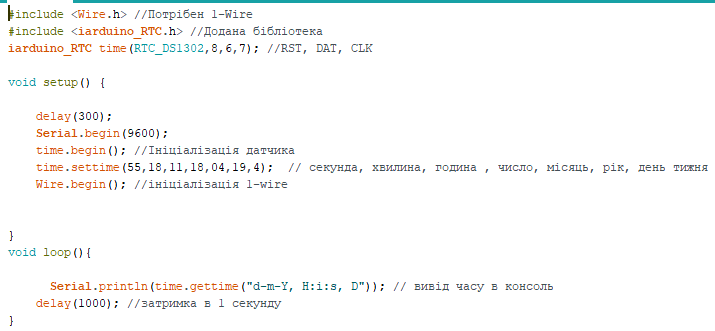 #include <Wire.h> //Потрібен l-Wire
#include <iarduino_RTC.h> //Додана бібліотека
iarduino_RTC time(RTC_DS1302,8,6,7); //RST, DAT, CLK
void setup() {
delay(300);
Serial.begin(9600);
time.begin(); //Ініціалізація датчика
time.settime(55,18,11,18,04,19,4); // секунда, хвилина, година , число, місяць, рік, день тижня
Wire.begin(); //ініціалізація l-wire
}
void loop(){
Serial.println(time.gettime("d-m-Y, H:i:s, D")); // вивід часу в консоль
delay(1000); //затримка в 1 секунду
}